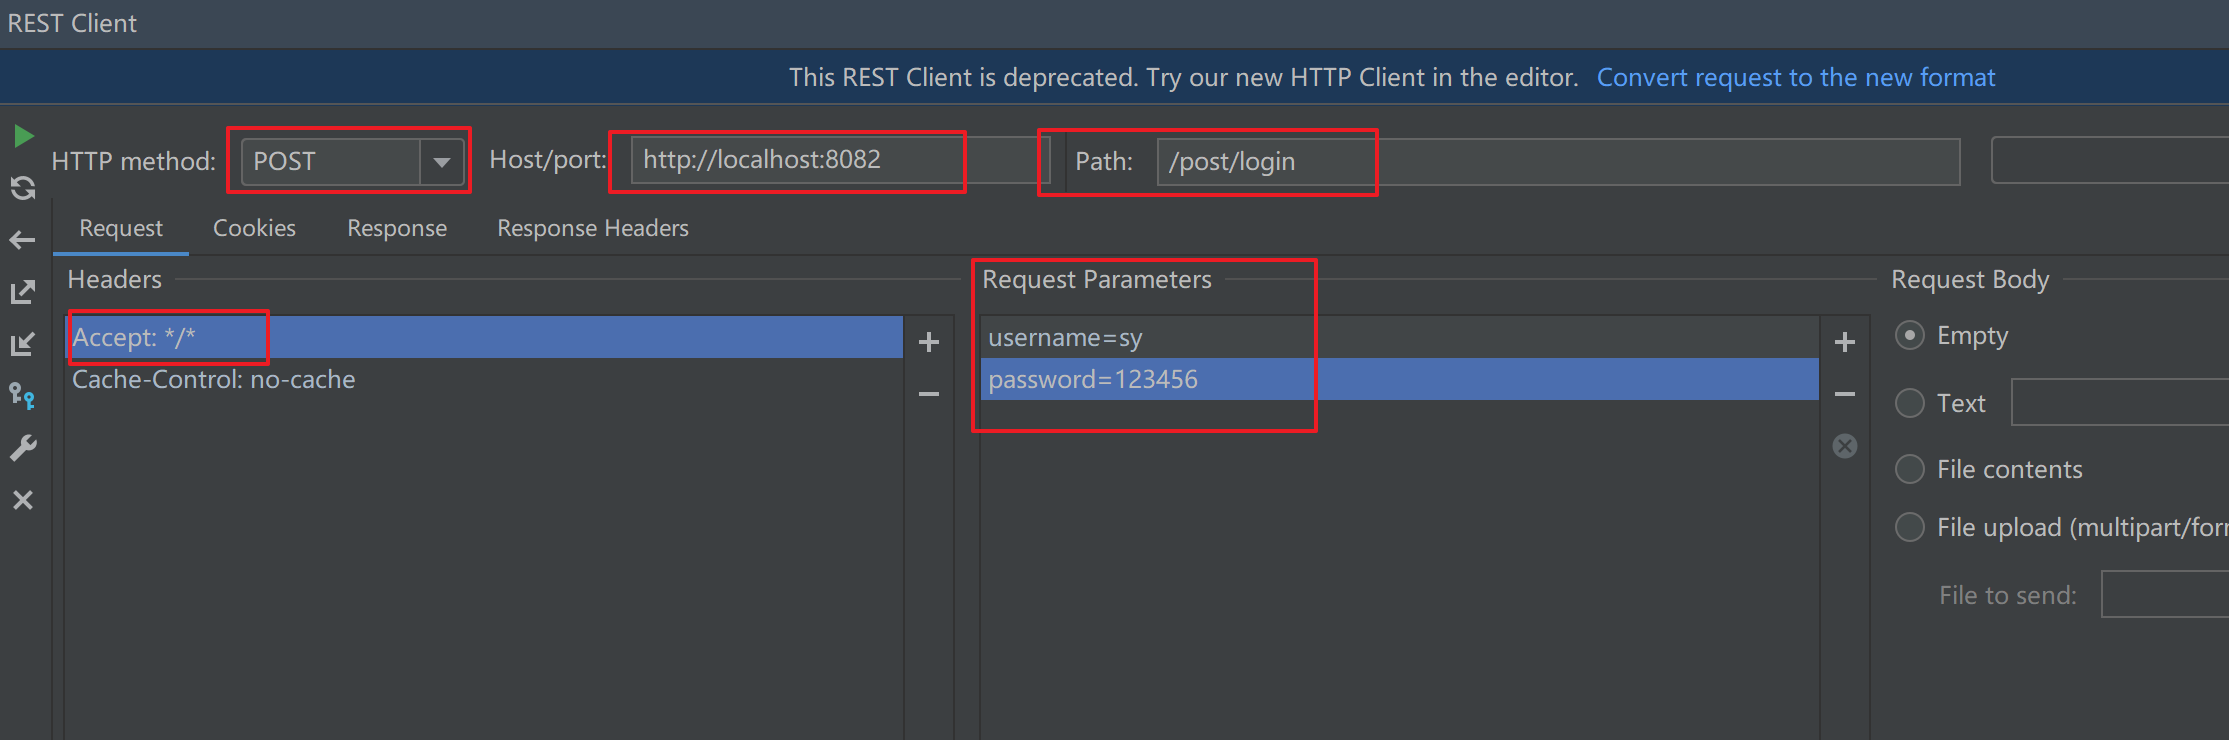 REST Client
This REST Client is deprecated. Try our new HTTP Client in the editor. Convert request to the new format
HTTP method: POST Host/port: http://localhost:8082 Path: /post/login
Request Cookies Response Response Headers
Headers Request Parameters Request Body
Accept: */* username=sy Empty
Cache-Control: no-cache password=123456
Text
File contents
File upload (multipart/for
File to send: